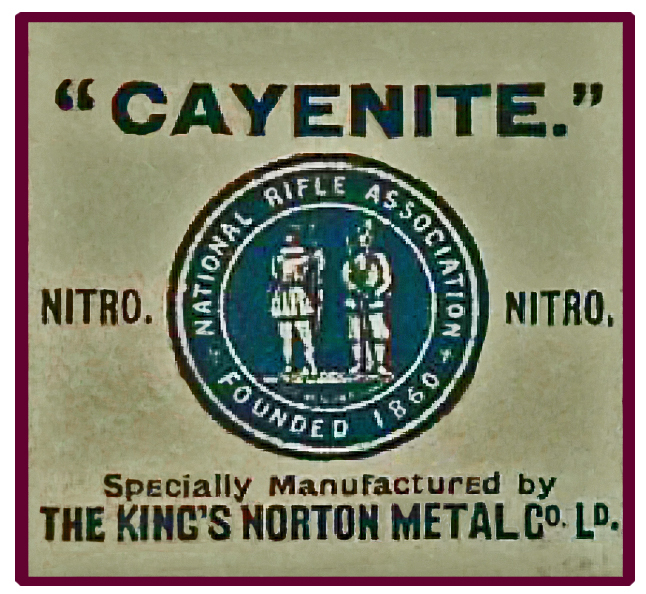 "CAYENITE."
NATIONAL RIFLE ASSOCIATION
FOUNDED 1860
NITRO.
NITRO.
Specially Manufactured by
THE KING'S NORTON METAL Co. LD.